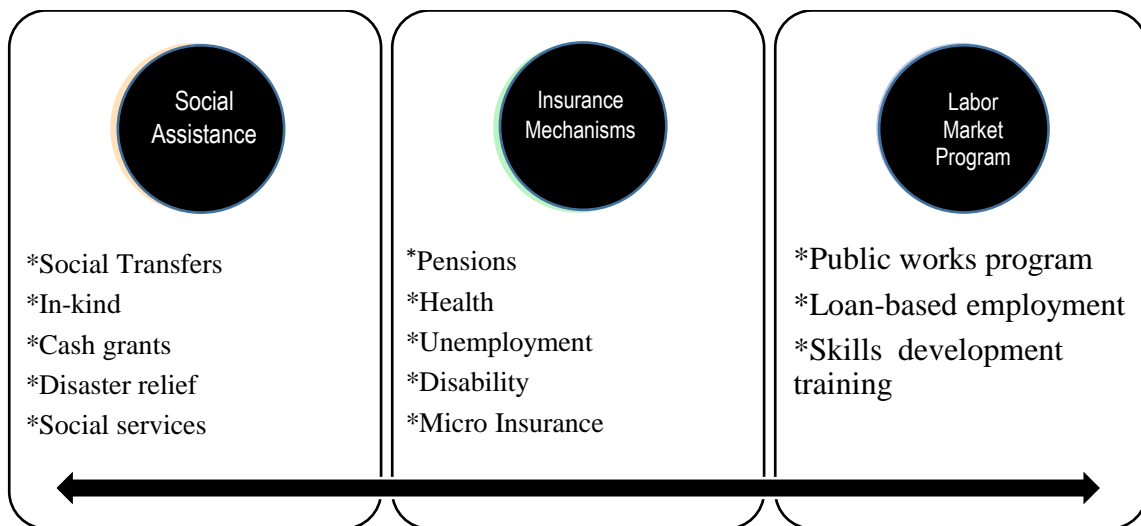 Social
Assistance
*Social Transfers
*In-kind
*Cash grants
*Disaster relief
*Social services
Insurance
Mechanisms
*Pensions
*Health
*Unemployment
*Disability
*Micro Insurance
Labor
Market
Program
*Public works program
*Loan-based employment
*Skills development
training